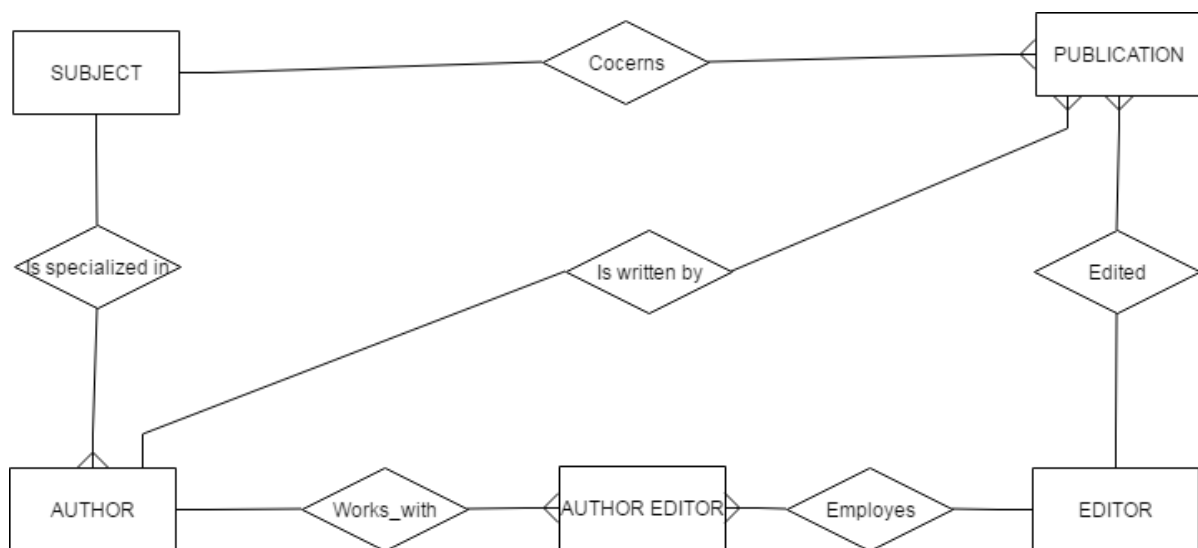 SUBJECT
Cocerns
PUBLICATION
Is specialized in
Is written by
Edited
AUTHOR
Works_with
AUTHOR EDITOR
Employes
EDITOR